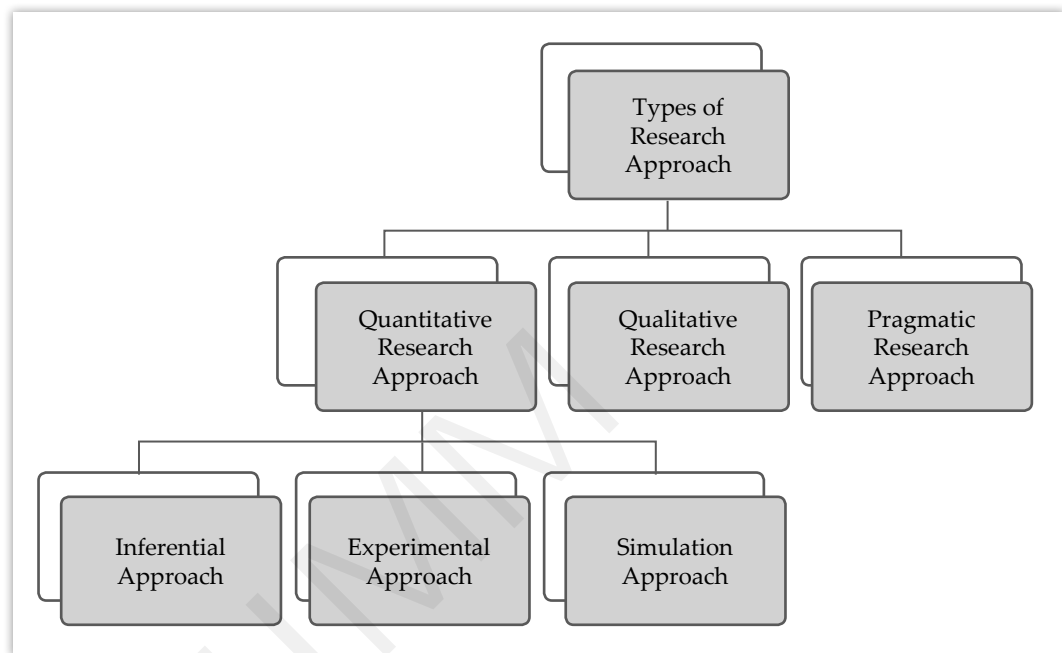 Types of
Research
Approach
Quantitative
Research
Approach
Qualitative
Research
Approach
Pragmatic
Research
Approach
Inferential
Approach
Experimental
Approach
Simulation
Approach